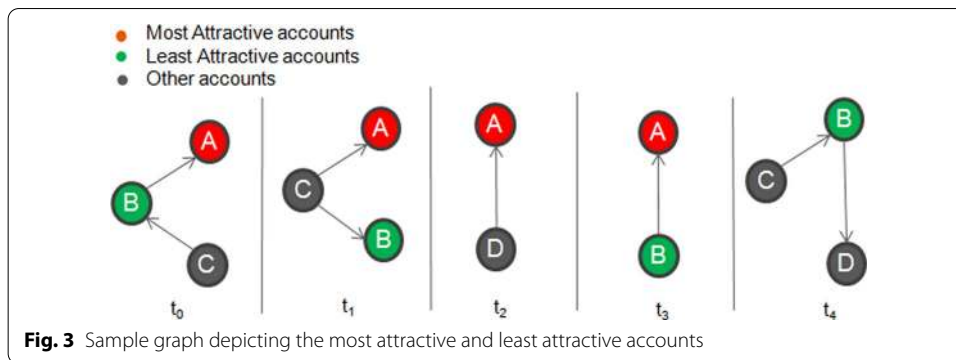 Most Attractive accounts
Least Attractive accounts
Other accounts
A
B
C
t0
A
C
B
t1
A
D
t2
A
B
t3
B
C
D
t4
Fig. 3 Sample graph depicting the most attractive and least attractive accounts